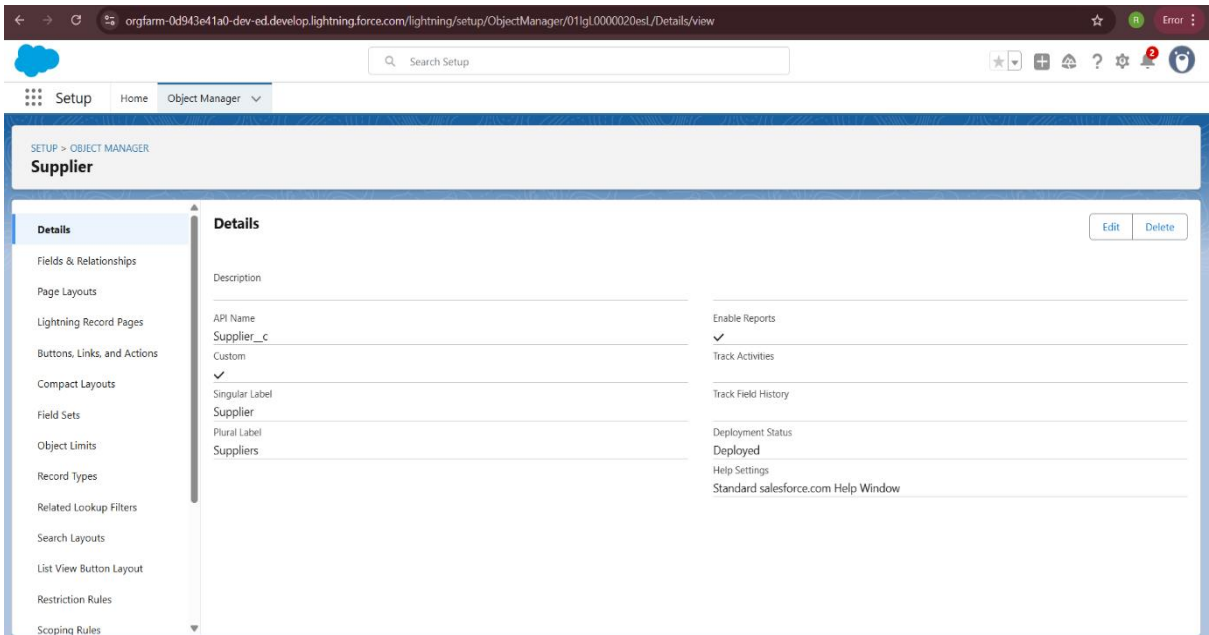 orgfarm-0d943e41a0-dev-ed.develop.lightning.force.com/lightning/setup/ObjectManager/01IgL0000020esL/Details/view
R
Error
Search Setup
2
Setup
Home
Object Manager
SETUP > OBJECT MANAGER
Supplier
Details
Fields & Relationships
Page Layouts
Lightning Record Pages
Buttons, Links, and Actions
Compact Layouts
Field Sets
Object Limits
Record Types
Related Lookup Filters
Search Layouts
List View Button Layout
Restriction Rules
Scoping Rules
Details
Edit
Delete
Description
API Name
Supplier__c
Custom
Singular Label
Supplier
Plural Label
Suppliers
Enable Reports
Track Activities
Track Field History
Deployment Status
Deployed
Help Settings
Standard salesforce.com Help Window